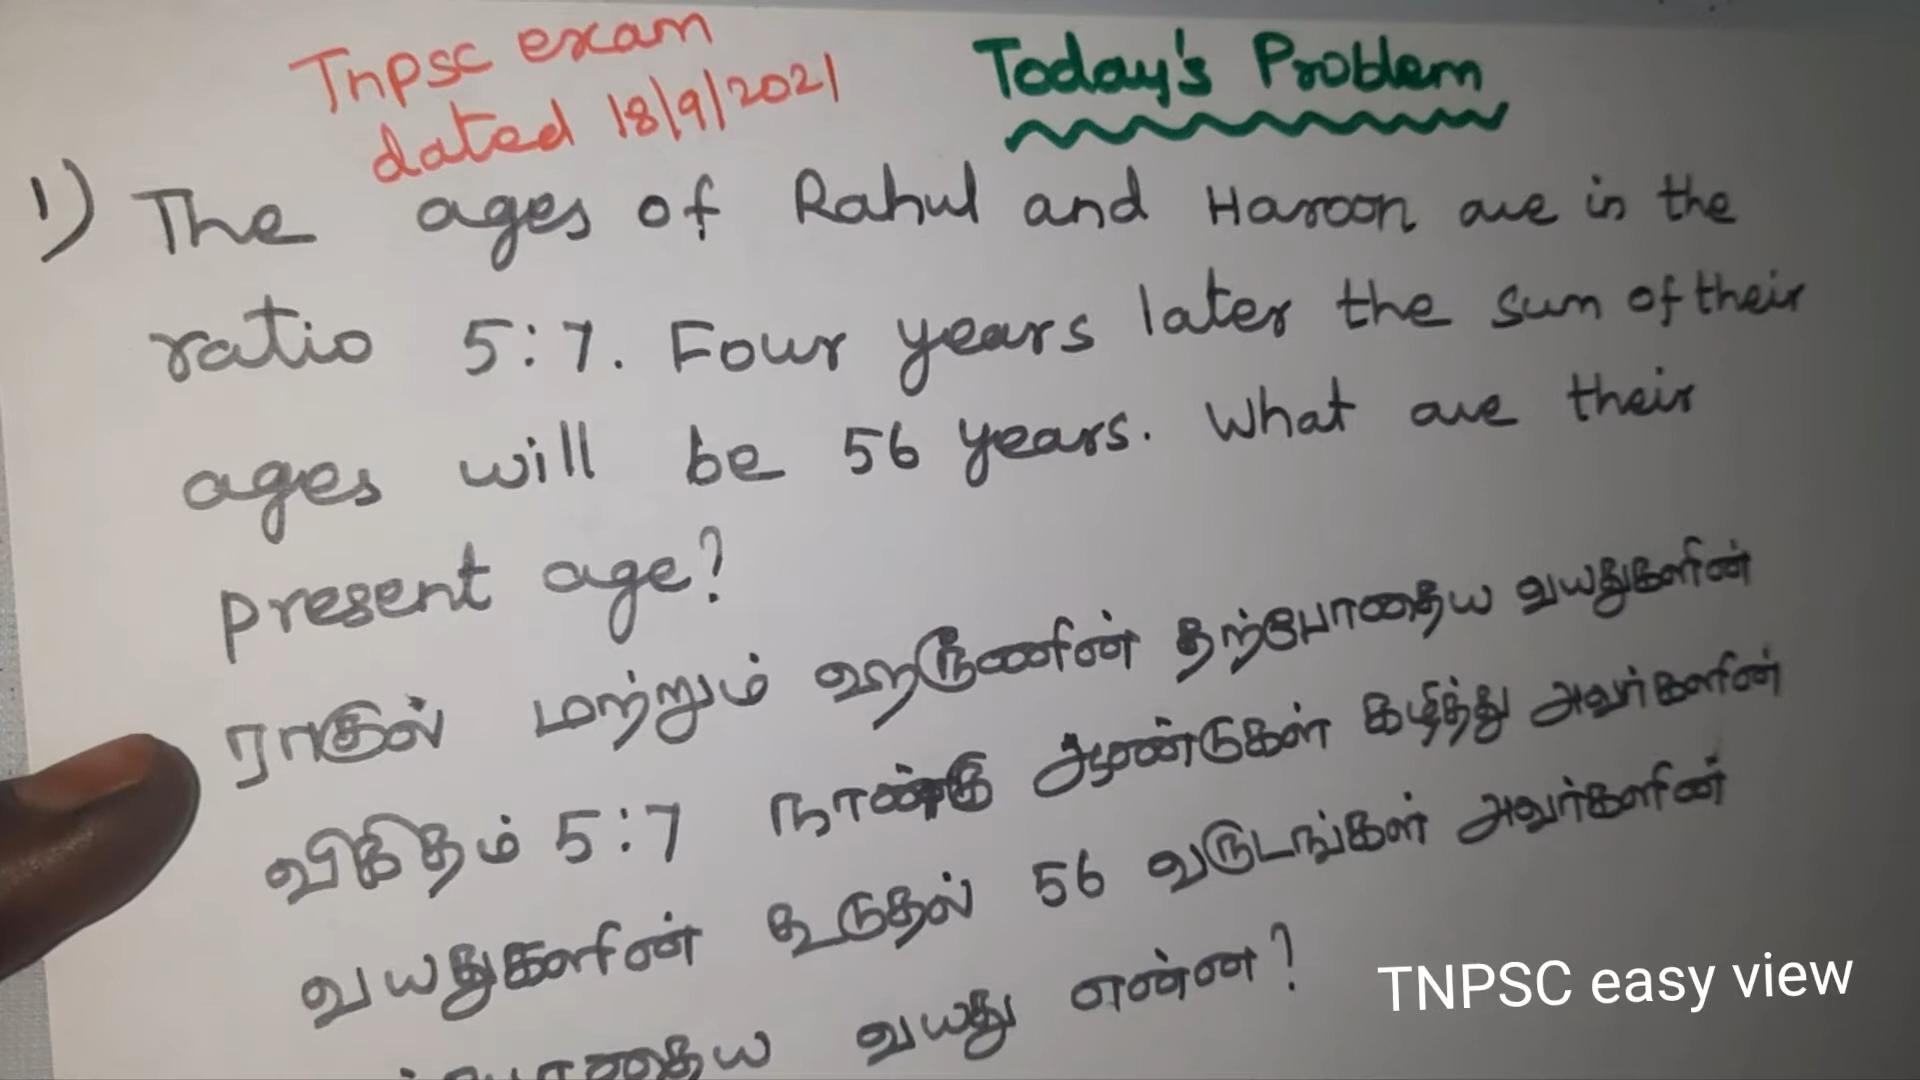 Tnpsc exam
dated 18/9/2021
Today's Problem
1) The ages of Rahul and Haroon are in the
ratio 5:7. Four years later the sum of their
ages will be 56 years. What are their
present age?
ராகுல் மற்றும் ஹரூணின் தற்போதைய வயதுகளின்
விகிதம் 5:7 நான்கு ஆண்டுகள் கழித்து அவர்களின்
வயதுகளின் கூடுதல் 56 வருடங்கள் அவர்களின்
வயது என்ன?
TNPSC easy view